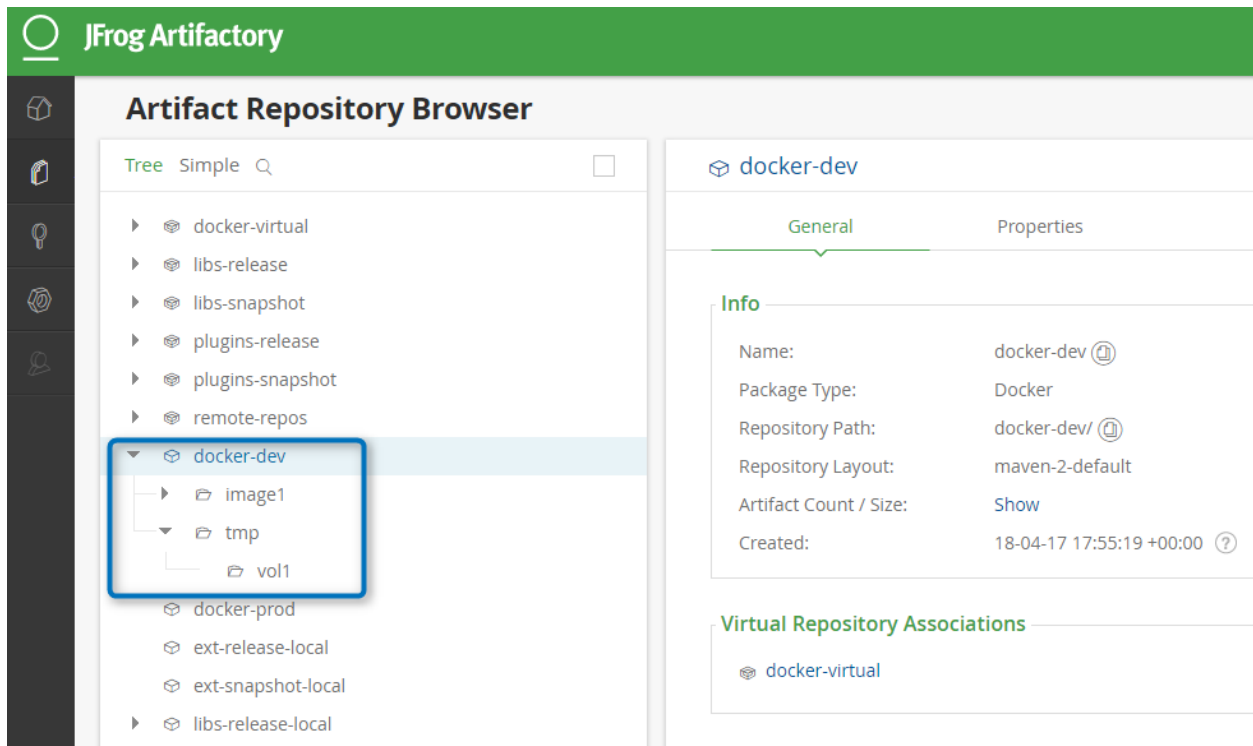 JFrog Artifactory
Artifact Repository Browser
Tree Simple
docker-virtual
libs-release
libs-snapshot
plugins-release
plugins-snapshot
remote-repos
docker-dev
image1
tmp
vol1
docker-prod
ext-release-local
ext-snapshot-local
libs-release-local
docker-dev
General Properties
Info
Name: docker-dev
Package Type: Docker
Repository Path: docker-dev/
Repository Layout: maven-2-default
Artifact Count / Size: Show
Created: 18-04-17 17:55:19 +00:00 ?
Virtual Repository Associations
docker-virtual